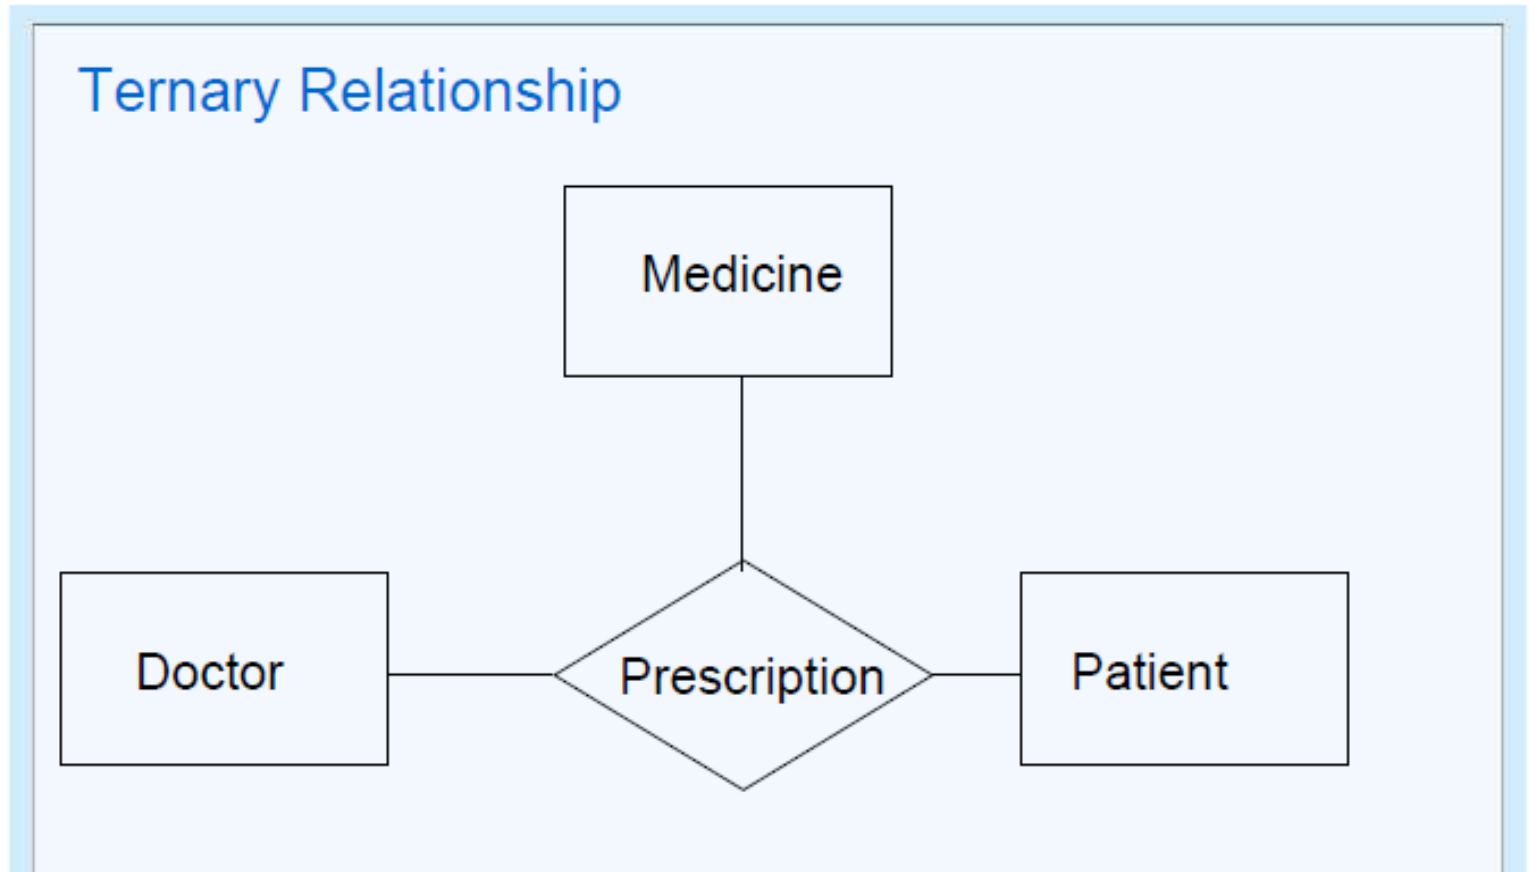 Ternary Relationship
Medicine
Doctor
Prescription
Patient